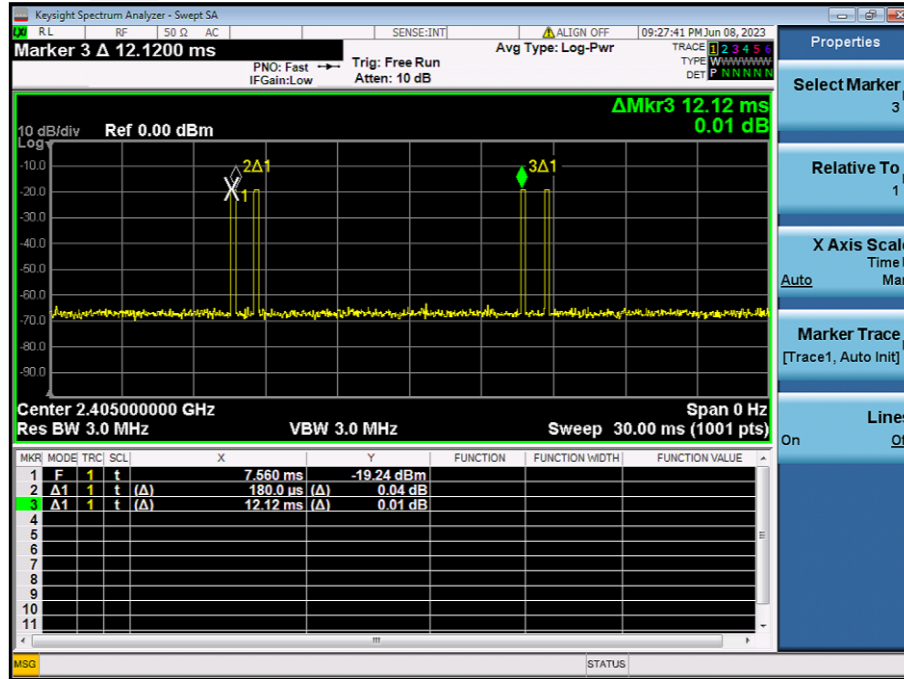 Keysight Spectrum Analyzer - Swept SA
LXI RL RF 50 Ω AC SENSE:INT ALIGN OFF 09:27:41 PM Jun 08, 2023
Marker 3 Δ 12.1200 ms
PNO: Fast
IFGain:Low
Trig: Free Run
Atten: 10 dB
Avg Type: Log-Pwr
TRACE 1 2 3 4 5 6
TYPE WWWWWW
DET P N N N N N
ΔMkr3 12.12 ms
0.01 dB
10 dB/div Ref 0.00 dBm
Log
-10.0
-20.0
-30.0
-40.0
-50.0
-60.0
-70.0
-80.0
-90.0
2Δ1
1
3Δ1
Center 2.405000000 GHz Span 0 Hz
Res BW 3.0 MHz VBW 3.0 MHz Sweep 30.00 ms (1001 pts)
MKR MODE TRC SCL X Y FUNCTION FUNCTION WIDTH FUNCTION VALUE
1 F 1 t 7.560 ms -19.24 dBm
2 Δ1 1 t (Δ) 180.0 µs (Δ) 0.04 dB
3 Δ1 1 t (Δ) 12.12 ms (Δ) 0.01 dB
4
5
6
7
8
9
10
11
MSG STATUS
Properties
Select Marker
3
Relative To
1
X Axis Scale
Time
Auto Man
Marker Trace
[Trace1, Auto Init]
Lines
On